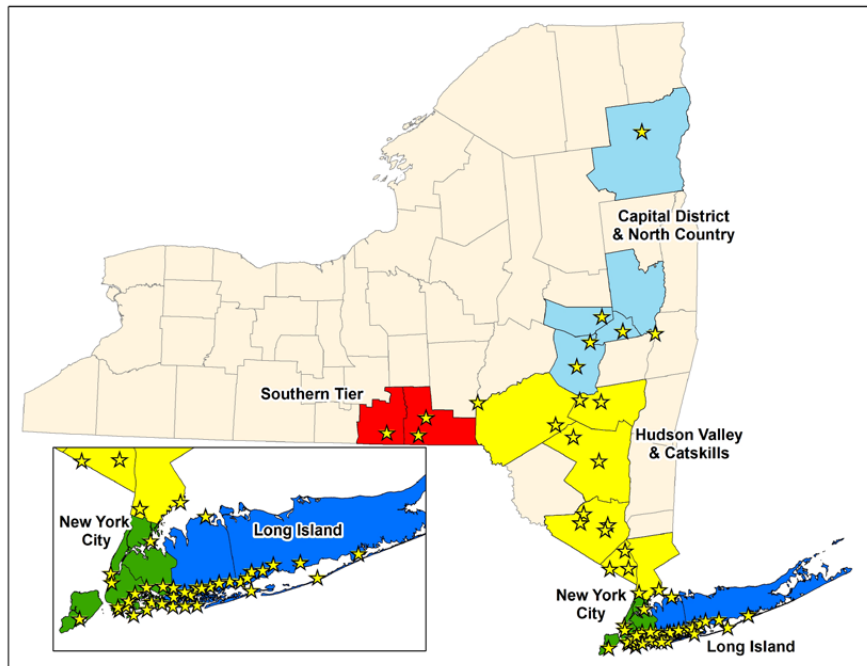 Capital District
& North Country
Southern Tier
Hudson Valley
& Catskills
New York
City
Long Island
New York
City
Long Island